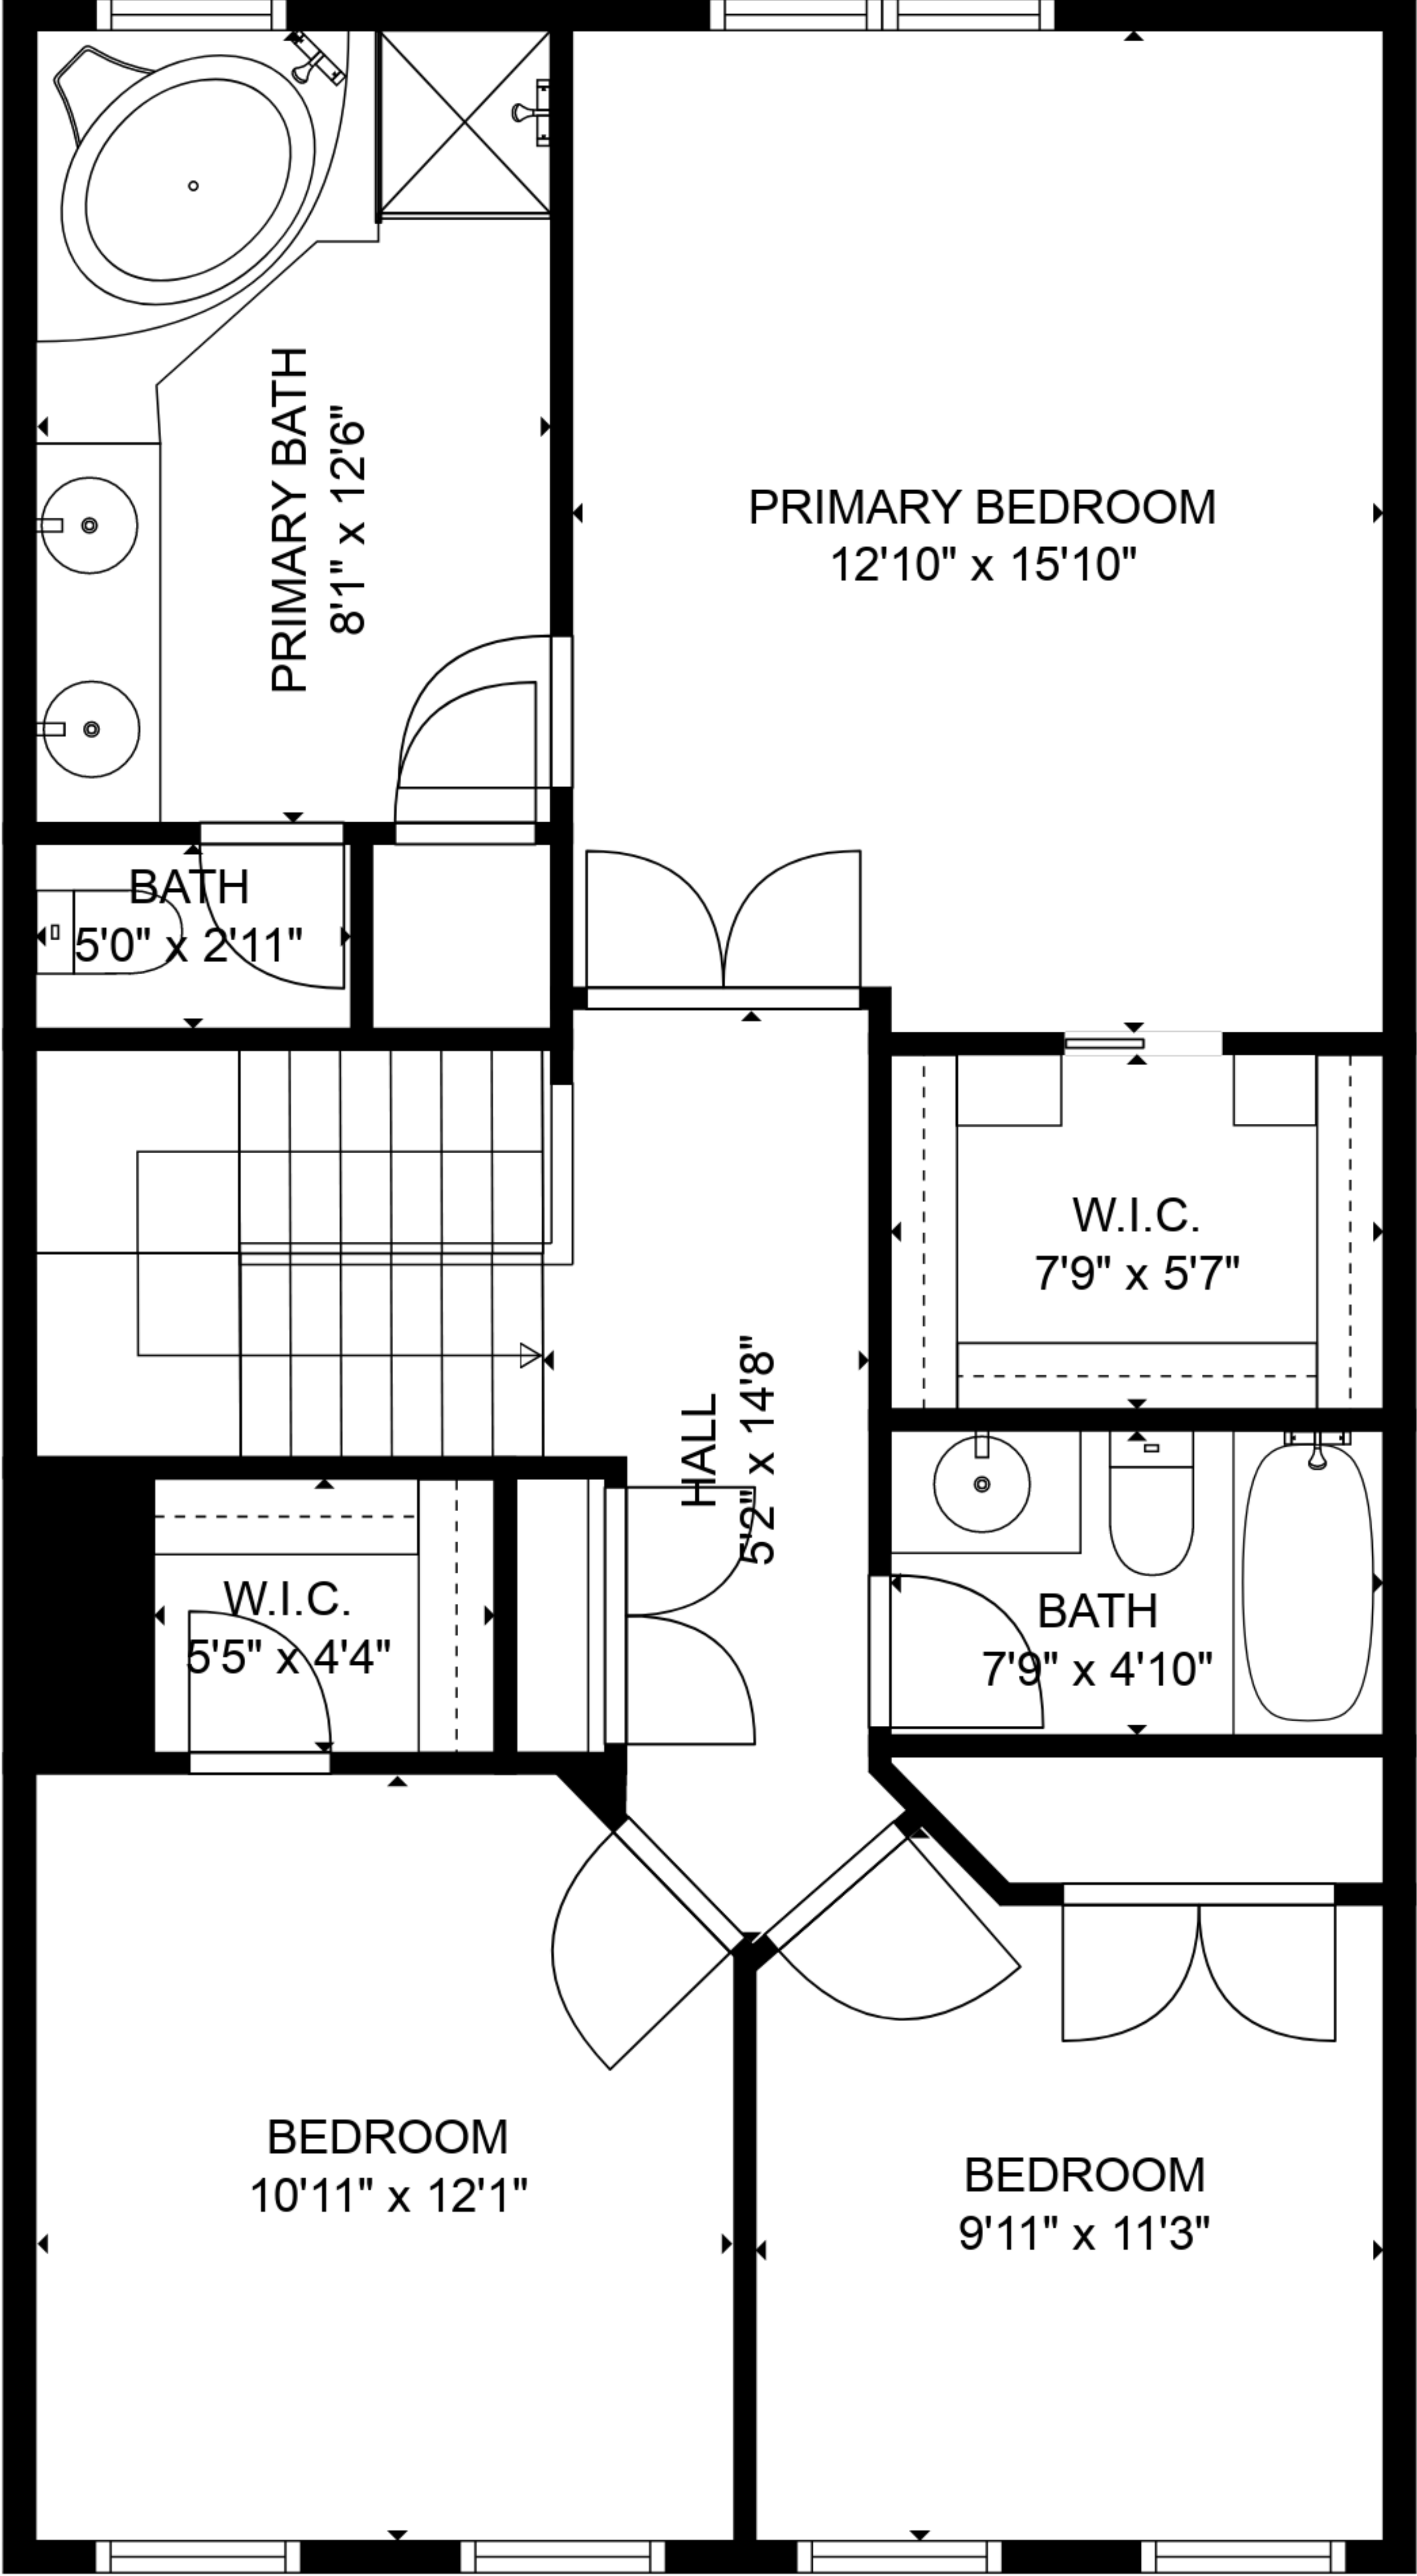 PRIMARY BATH
8'1" x 12'6"
PRIMARY BEDROOM
12'10" x 15'10"
BATH
5'0" x 2'11"
W.I.C.
7'9" x 5'7"
HALL
5'2" x 14'8"
W.I.C.
5'5" x 4'4"
BATH
7'9" x 4'10"
BEDROOM
10'11" x 12'1"
BEDROOM
9'11" x 11'3"